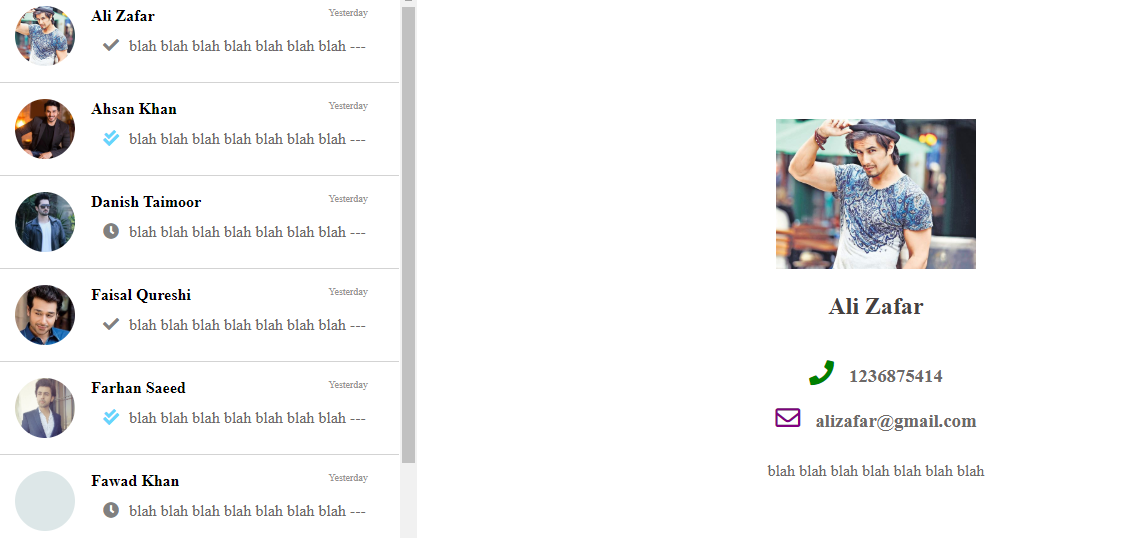 Ali Zafar Yesterday
blah blah blah blah blah blah blah ---
Ahsan Khan Yesterday
blah blah blah blah blah blah blah ---
Danish Taimoor Yesterday
blah blah blah blah blah blah blah ---
Faisal Qureshi Yesterday
blah blah blah blah blah blah blah ---
Farhan Saeed Yesterday
blah blah blah blah blah blah blah ---
Fawad Khan Yesterday
blah blah blah blah blah blah blah ---
Ali Zafar
1236875414
alizafar@gmail.com
blah blah blah blah blah blah blah